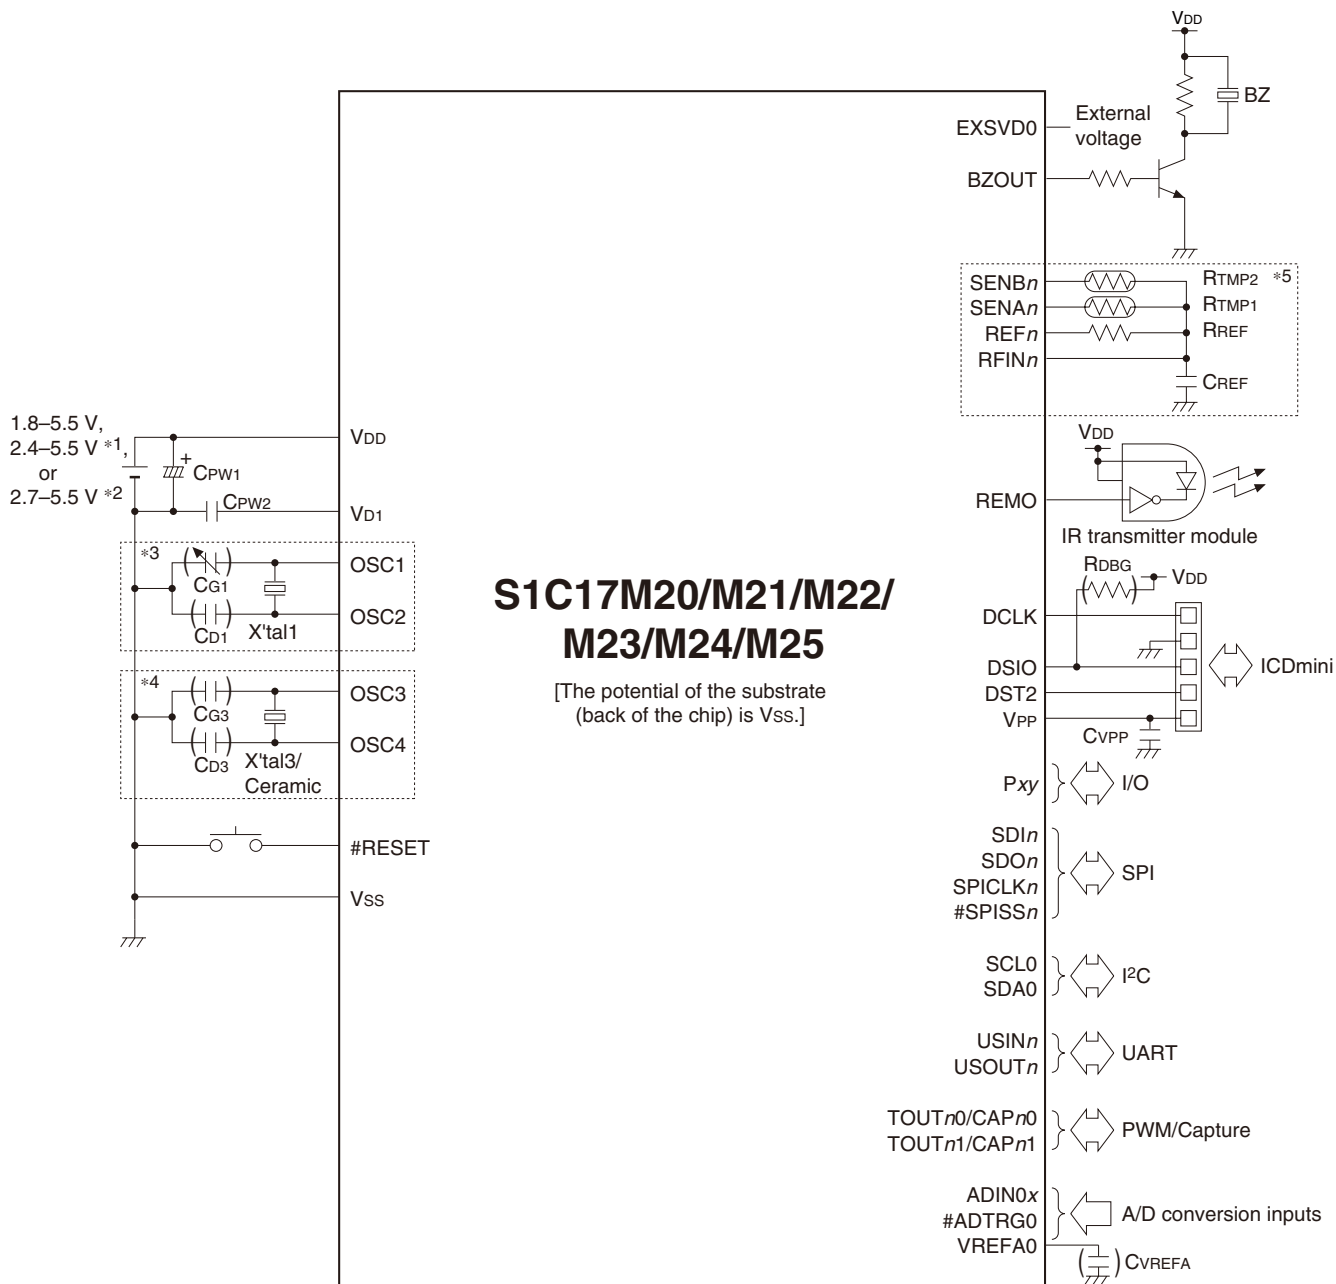 VDD
BZ
EXSVD0
External
voltage
BZOUT
SENBn
RTMP2 *5
SENAn
RTMP1
REFn
RREF
RFINn
CREF
1.8–5.5 V,
2.4–5.5 V *1,
or
2.7–5.5 V *2
+
CPW1
CPW2
VDD
VD1
VDD
REMO
IR transmitter module
*3
CG1
CD1
X'tal1
OSC1
OSC2
*4
CG3
CD3
X'tal3/
Ceramic
OSC3
OSC4
#RESET
VSS
S1C17M20/M21/M22/
M23/M24/M25
[The potential of the substrate
(back of the chip) is VSS.]
RDBG
VDD
DCLK
DSIO
DST2
VPP
CVPP
ICDmini
Pxy
I/O
SDIn
SDOn
SPICLKn
#SPISSn
SPI
SCL0
SDA0
I²C
USINn
USOUTn
UART
TOUTn0/CAPn0
TOUTn1/CAPn1
PWM/Capture
ADIN0x
#ADTRG0
VREFA0
A/D conversion inputs
CVREFA